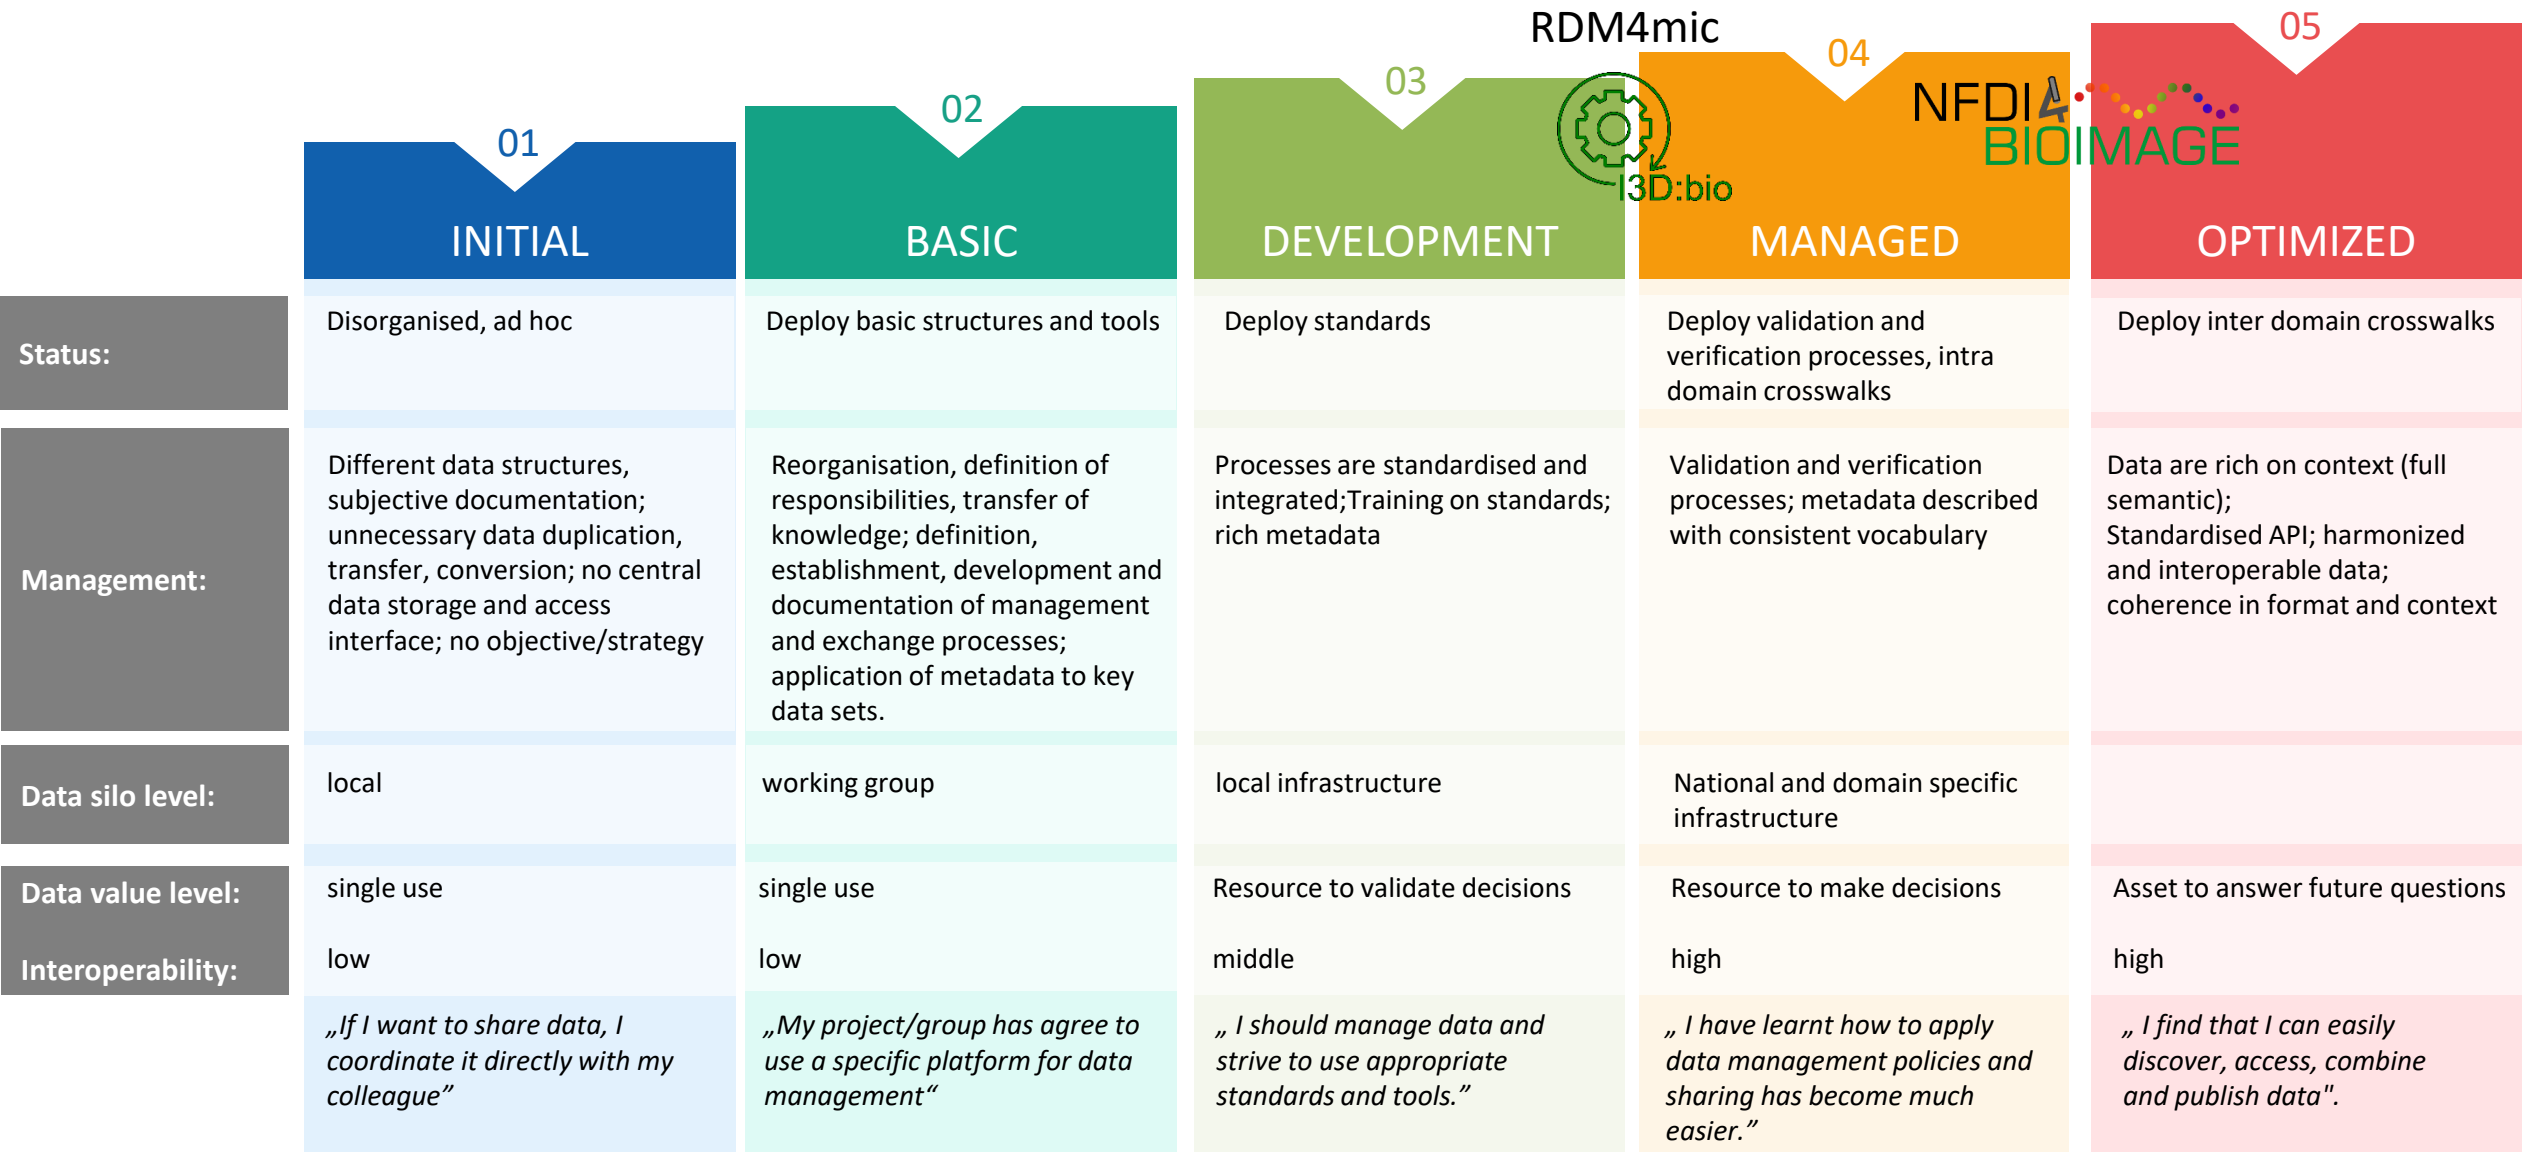 RDM4mic
01
02
03
04
05
I3D:bio
NFDI4
BIOIMAGE
INITIAL
BASIC
DEVELOPMENT
MANAGED
OPTIMIZED
Status:
Disorganised, ad hoc
Deploy basic structures and tools
Deploy standards
Deploy validation and
verification processes, intra
domain crosswalks
Deploy inter domain crosswalks
Management:
Different data structures,
subjective documentation;
unnecessary data duplication,
transfer, conversion; no central
data storage and access
interface; no objective/strategy
Reorganisation, definition of
responsibilities, transfer of
knowledge; definition,
establishment, development and
documentation of management
and exchange processes;
application of metadata to key
data sets.
Processes are standardised and
integrated;Training on standards;
rich metadata
Validation and verification
processes; metadata described
with consistent vocabulary
Data are rich on context (full
semantic);
Standardised API; harmonized
and interoperable data;
coherence in format and context
Data silo level:
local
working group
local infrastructure
National and domain specific
infrastructure
Data value level:
single use
single use
Resource to validate decisions
Resource to make decisions
Asset to answer future questions
Interoperability:
low
low
middle
high
high
„If I want to share data, I
coordinate it directly with my
colleague”
„My project/group has agree to
use a specific platform for data
management“
„ I should manage data and
strive to use appropriate
standards and tools.”
„ I have learnt how to apply
data management policies and
sharing has become much
easier.”
„ I find that I can easily
discover, access, combine
and publish data".